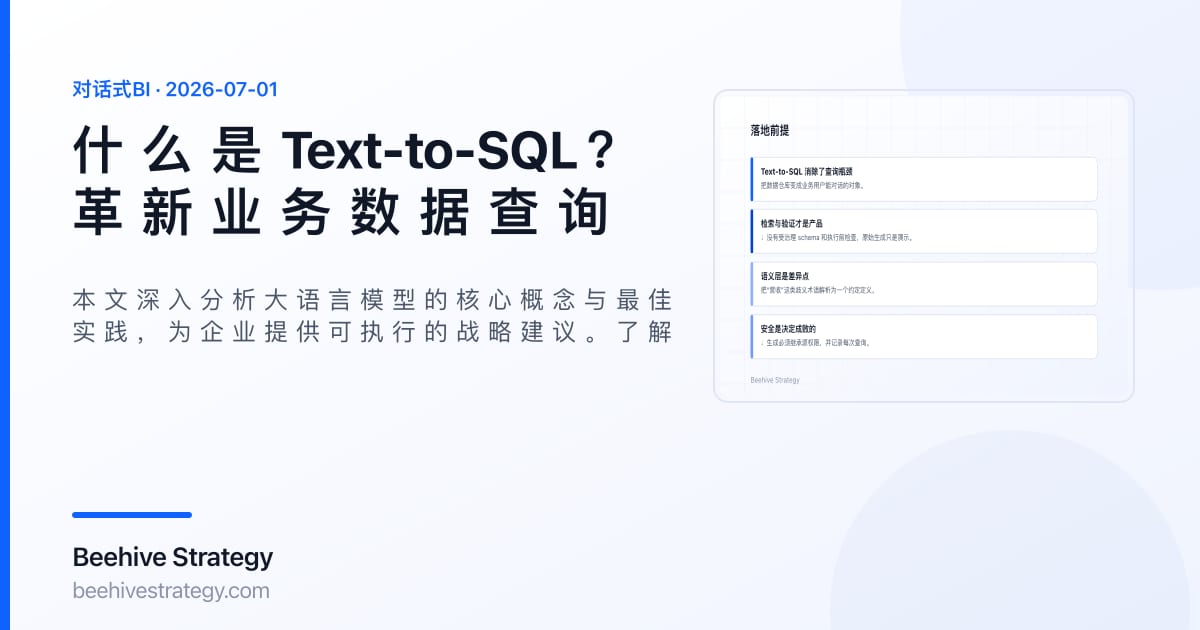 对话式BI · 2026-07-01
什么是 Text-to-SQL？
革新业务数据查询
本文深入分析大语言模型的核心概念与最佳
实践，为企业提供可执行的战略建议。了解
Beehive Strategy
beehivestrategy.com
落地前提
Text-to-SQL 消除了查询瓶颈
把数据仓库变成业务用户能对话的对象。
检索与验证才是产品
： 没有受治理 schema 和执行前检查，原始生成只是演示。
语义层是差异点
把“营收”这类歧义术语解析为一个约定定义。
安全是决定成败的
： 生成必须继承源权限，并记录每次查询。
Beehive Strategy